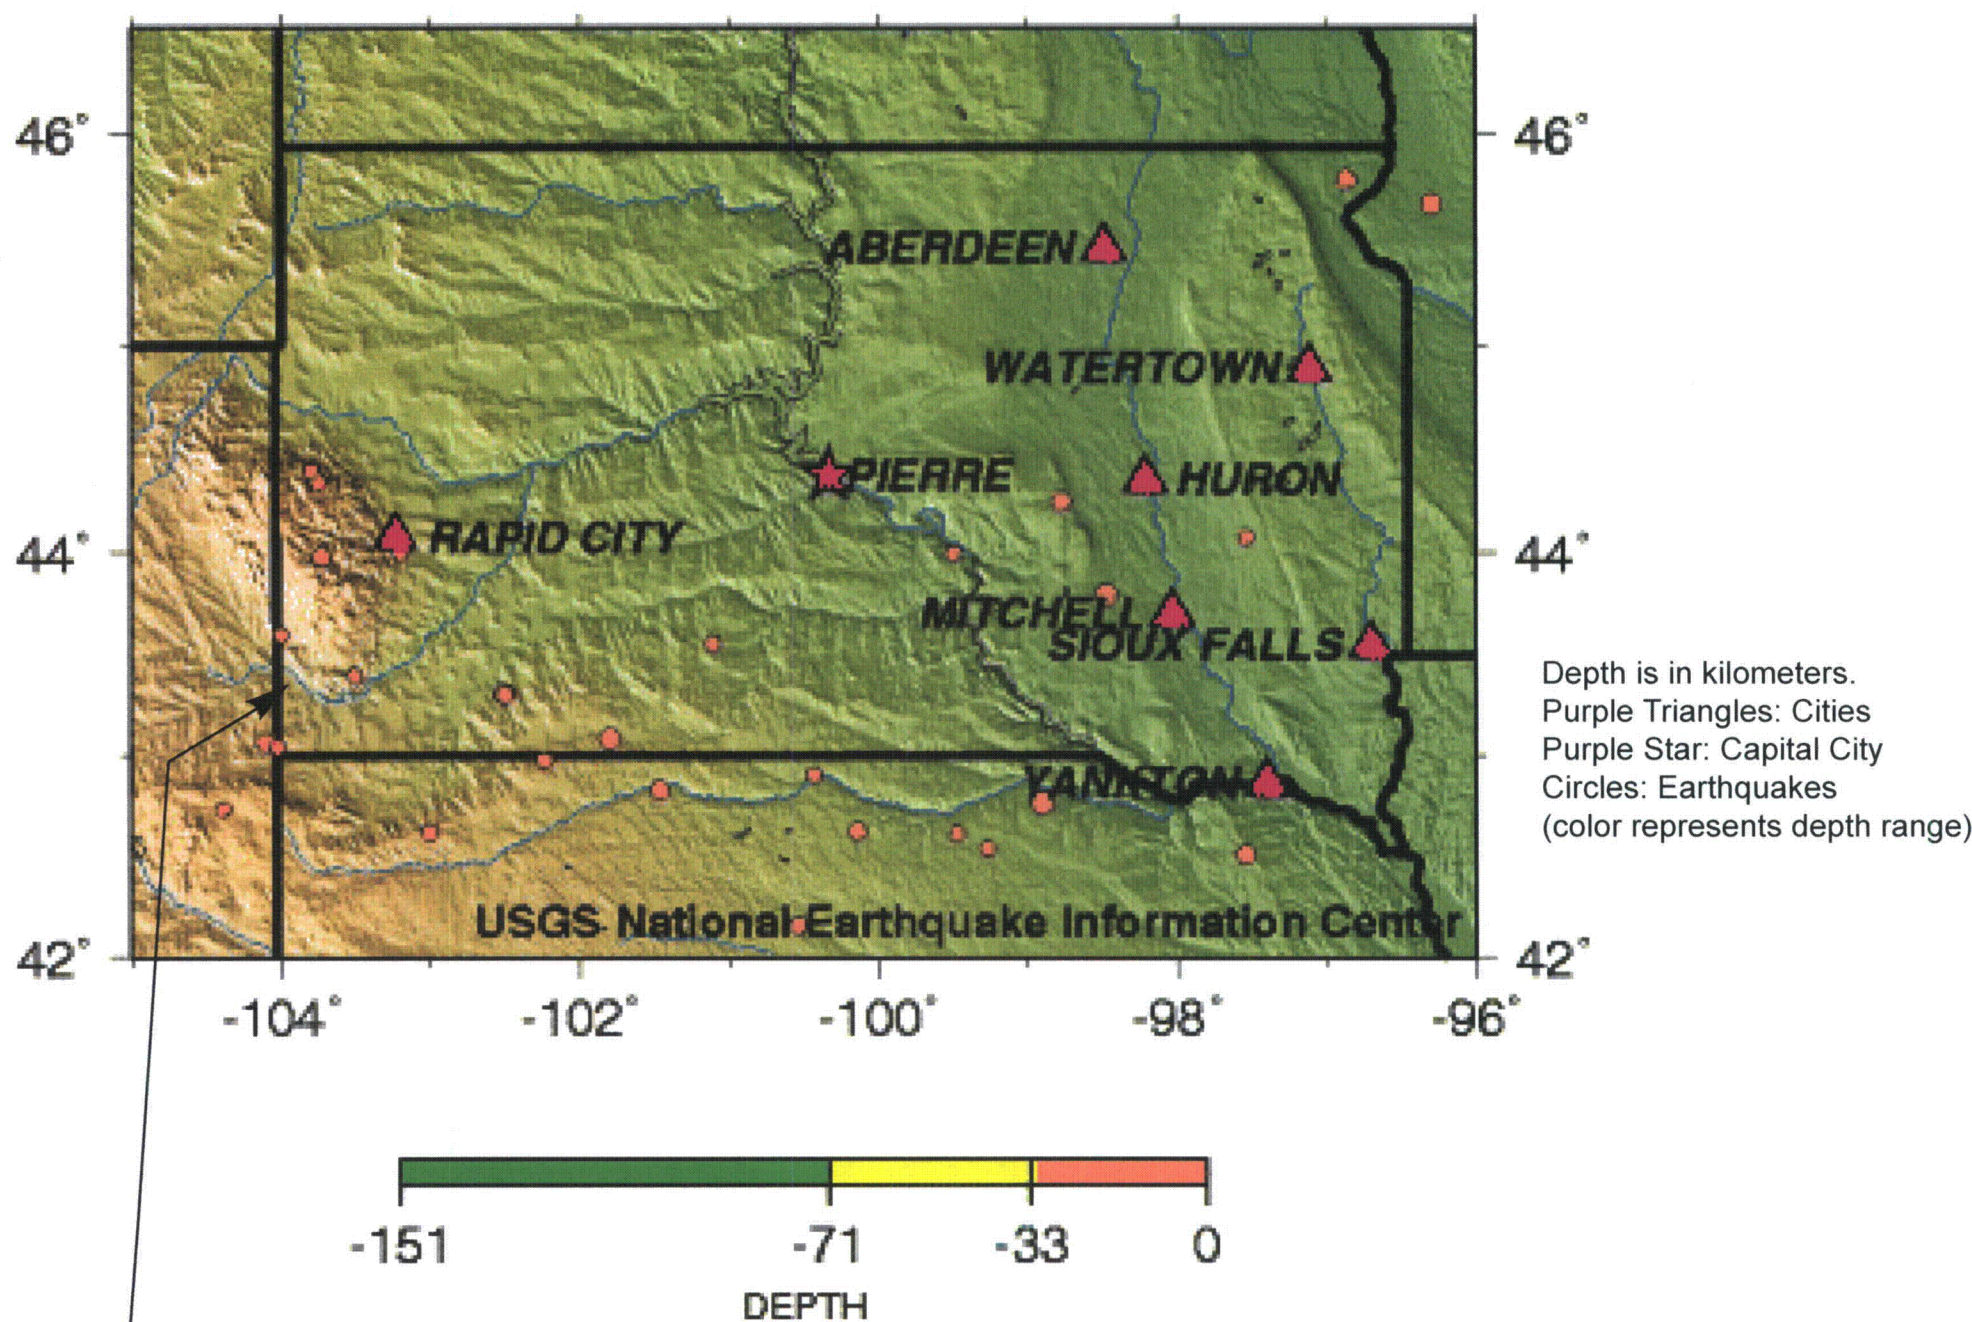 46° 46°
ABERDEEN
WATERTOWN
PIERRE HURON
RAPID CITY
44° 44°
MITCHELL
SIOUX FALLS
Depth is in kilometers.
Purple Triangles: Cities
Purple Star: Capital City
Circles: Earthquakes
(color represents depth range)
YANKTON
USGS National Earthquake Information Center
42° 42°
-104° -102° -100° -98° -96°
-151 -71 -33 0
DEPTH